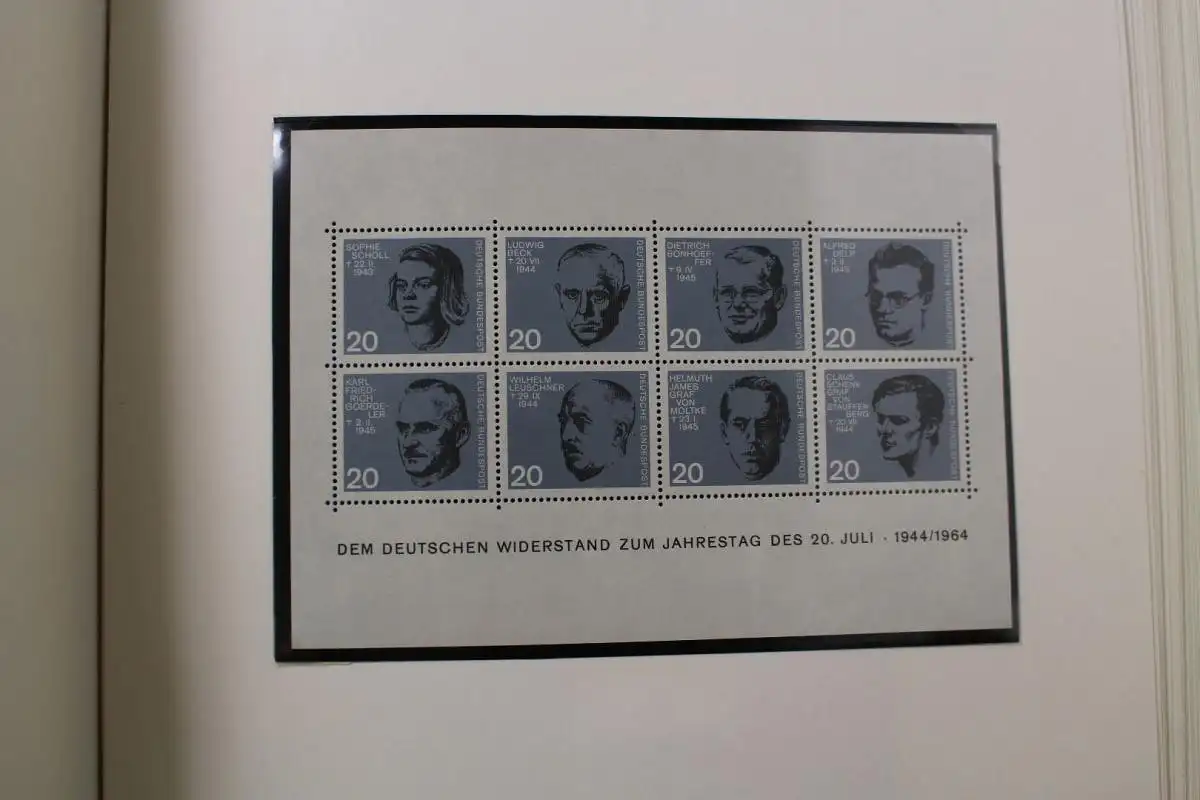 SOPHIE
SCHOLL
† 22. II.
1943
DEUTSCHE BUNDESPOST
20
LUDWIG
BECK
† 20. VII.
1944
DEUTSCHE BUNDESPOST
20
DIETRICH
BONHOEF-
FER
† 9. IV.
1945
DEUTSCHE BUNDESPOST
20
ALFRED
DELP
† 2. II.
1945
DEUTSCHE BUNDESPOST
20
KARL
FRIED-
RICH
GOERDE-
LER
† 2. II.
1945
DEUTSCHE BUNDESPOST
20
WILHELM
LEUSCHNER
† 29. IX.
1944
DEUTSCHE BUNDESPOST
20
HELMUTH
JAMES
GRAF
VON
MOLTKE
† 23. I.
1945
DEUTSCHE BUNDESPOST
20
CLAUS
SCHENK
GRAF
VON
STAUFFEN-
BERG
† 20. VII.
1944
DEUTSCHE BUNDESPOST
20
DEM DEUTSCHEN WIDERSTAND ZUM JAHRESTAG DES 20. JULI · 1944/1964